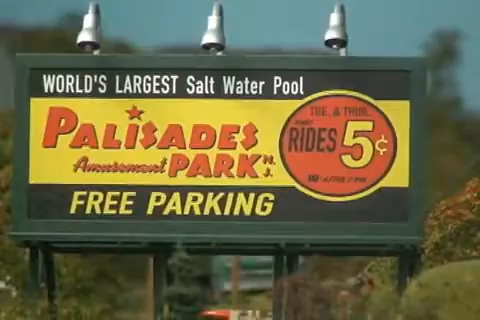 WORLD'S LARGEST Salt Water Pool
PALISADES
Amusement PARK N.J.
FREE PARKING
TUE. & THUR.
RIDES 5¢